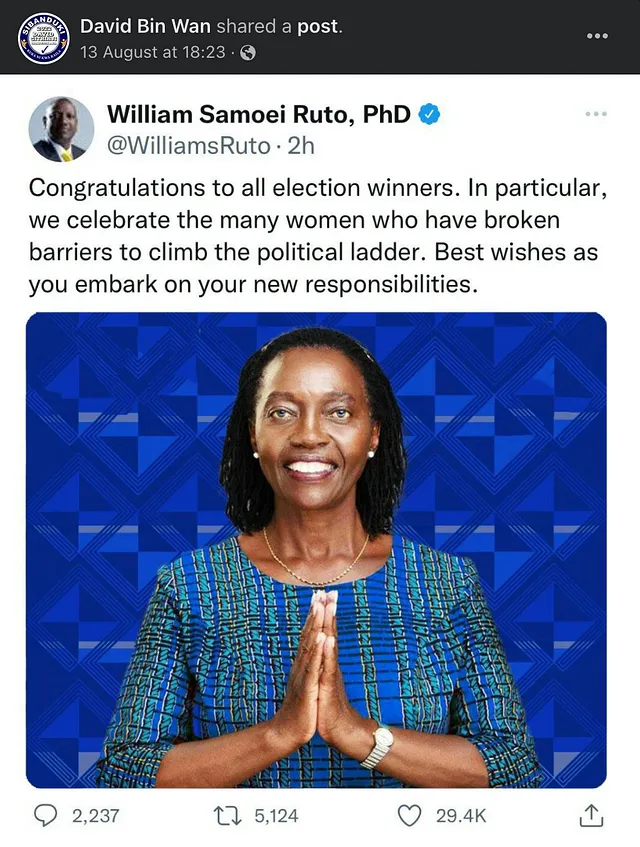 David Bin Wan shared a post.
13 August at 18:23 ·
William Samoei Ruto, PhD
@WilliamsRuto · 2h
Congratulations to all election winners. In particular,
we celebrate the many women who have broken
barriers to climb the political ladder. Best wishes as
you embark on your new responsibilities.
2,237
5,124
29.4K